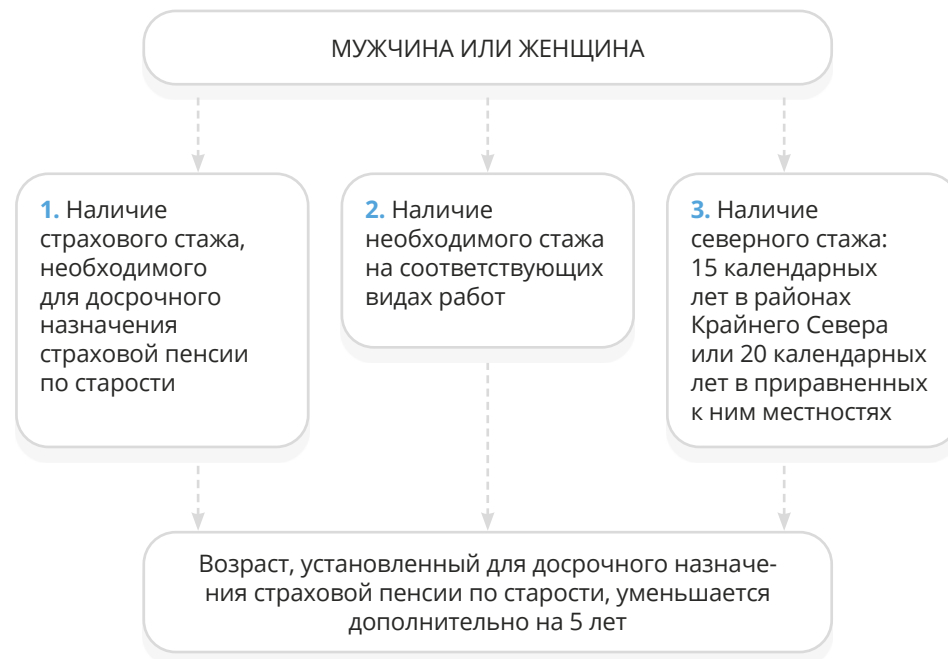 МУЖЧИНА ИЛИ ЖЕНЩИНА
1. Наличие
страхового стажа,
необходимого
для досрочного
назначения
страховой пенсии
по старости
2. Наличие
необходимого стажа
на соответствующих
видах работ
3. Наличие
северного стажа:
15 календарных
лет в районах
Крайнего Севера
или 20 календарных
лет в приравненных
к ним местностях
Возраст, установленный для досрочного назначе-
ния страховой пенсии по старости, уменьшается
дополнительно на 5 лет